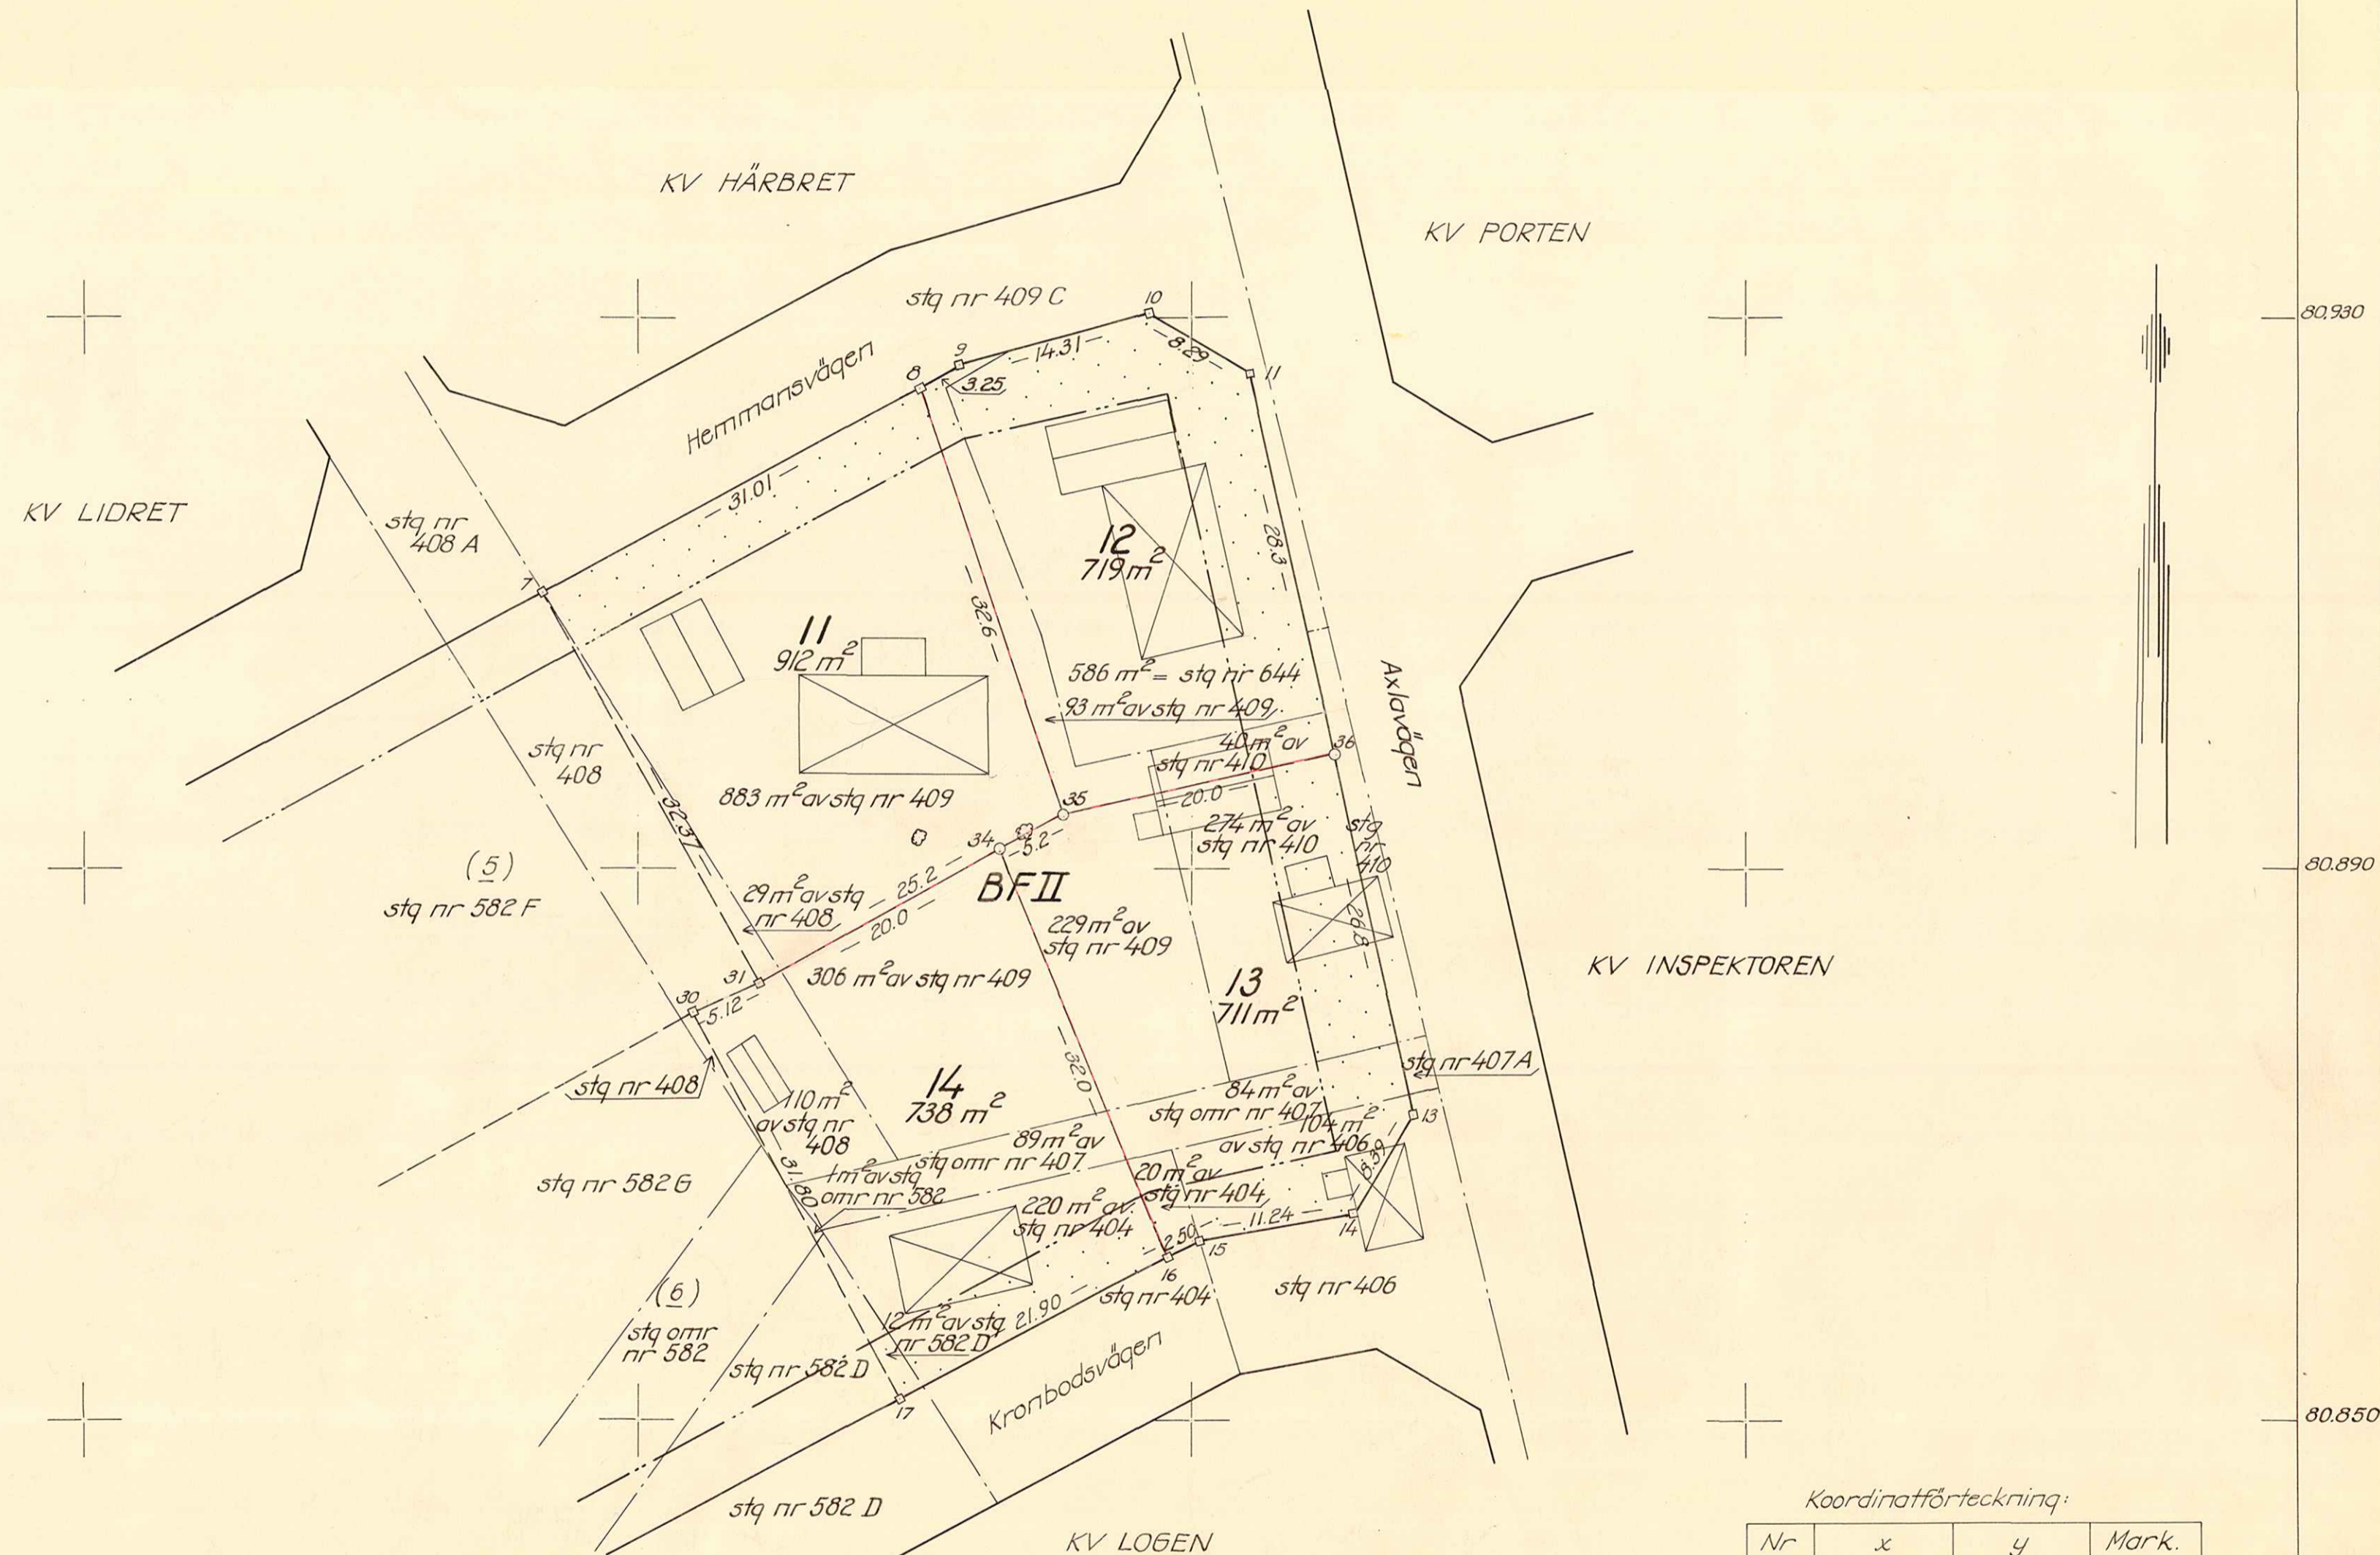 KV HÄRBRET
KV PORTEN
stg nr 409 C
10
80.930
9
14.31
8.29
8
11
3.25
Hemmansvägen
31.01
KV LIDRET
stg nr
408 A
28.3
12
719 m²
7
32.6
11
912 m²
586 m² = stg nr 644
93 m² av stg nr 409
Axlavägen
40 m² av
stg nr 410
36
stg nr
408
883 m² av stg nr 409
32.37
35
20.0
274 m² av
stg nr 410
stg
nr
410
34
5.2
80.890
(5)
stg nr 582 F
29 m² av stg
nr 408
25.2
20.0
BF II
229 m² av
stg nr 409
26.8
KV INSPEKTOREN
31
306 m² av stg nr 409
13
711 m²
30
5.12
32.0
stg nr 407 A
stg nr 408
14
738 m²
110 m²
av stg nr
408
84 m² av
stg omr nr 407
104 m²
av stg nr 406
13
89 m² av
stg omr nr 407
8.39
stg nr 582 G
31.80
1 m² av stg
omr nr 582
20 m² av
stg nr 404
220 m² av
stg nr 404
11.24
14
2.50
15
16
stg nr 404
stg nr 406
(6)
stg omr
nr 582
12 m² av stg
nr 582 D
21.90
stg nr 582 D
Kronbodsvägen
17
80.850
stg nr 582 D
KV LOGEN
Koordinatförteckning:
Nr x y Mark.